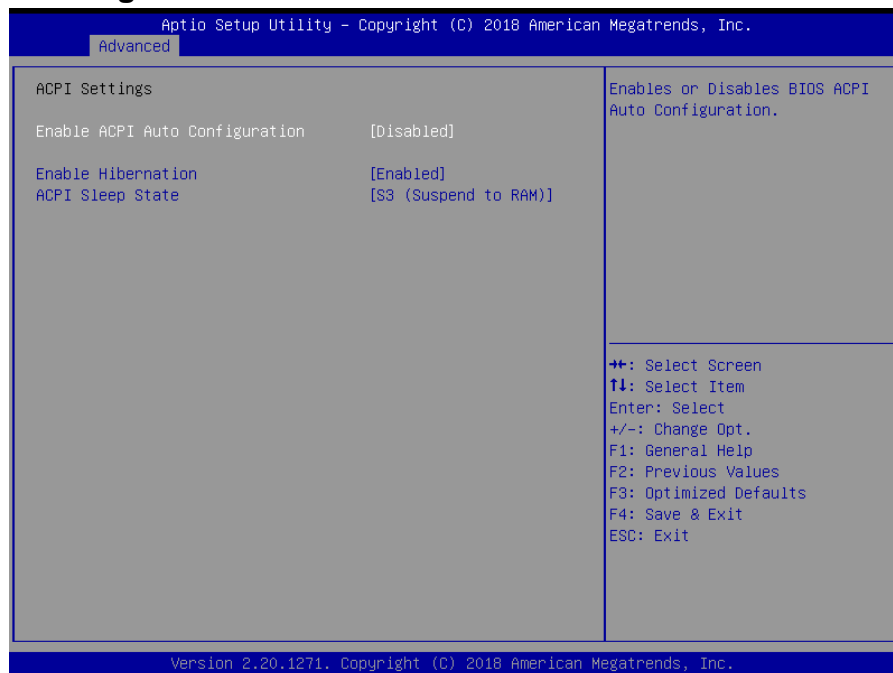 Aptio Setup Utility – Copyright (C) 2018 American Megatrends, Inc.
Advanced
ACPI Settings
Enable ACPI Auto Configuration [Disabled]
Enable Hibernation [Enabled]
ACPI Sleep State [S3 (Suspend to RAM)]
Enables or Disables BIOS ACPI
Auto Configuration.
→←: Select Screen
↑↓: Select Item
Enter: Select
+/-: Change Opt.
F1: General Help
F2: Previous Values
F3: Optimized Defaults
F4: Save & Exit
ESC: Exit
Version 2.20.1271. Copyright (C) 2018 American Megatrends, Inc.